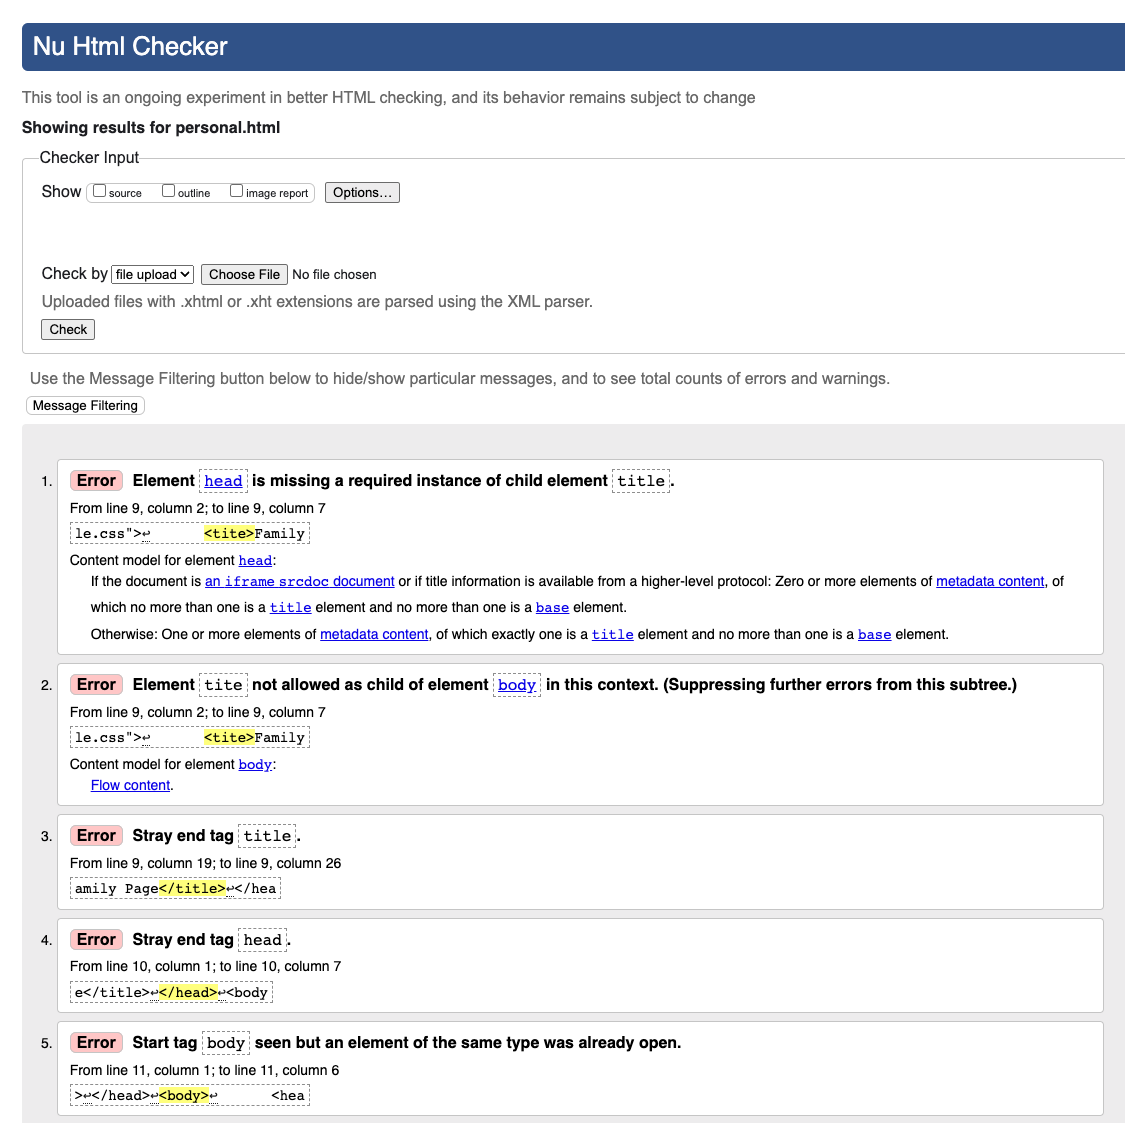 Nu Html Checker
This tool is an ongoing experiment in better HTML checking, and its behavior remains subject to change
Showing results for personal.html
Checker Input
Show source outline image report Options...
Check by file upload Choose File No file chosen
Uploaded files with .xhtml or .xht extensions are parsed using the XML parser.
Check
Use the Message Filtering button below to hide/show particular messages, and to see total counts of errors and warnings.
Message Filtering
1. Error Element head is missing a required instance of child element title.
From line 9, column 2; to line 9, column 7
le.css">↩ <tite>Family
Content model for element head:
If the document is an iframe srcdoc document or if title information is available from a higher-level protocol: Zero or more elements of metadata content, of
which no more than one is a title element and no more than one is a base element.
Otherwise: One or more elements of metadata content, of which exactly one is a title element and no more than one is a base element.
2. Error Element tite not allowed as child of element body in this context. (Suppressing further errors from this subtree.)
From line 9, column 2; to line 9, column 7
le.css">↩ <tite>Family
Content model for element body:
Flow content.
3. Error Stray end tag title.
From line 9, column 19; to line 9, column 26
amily Page</title>↩</hea
4. Error Stray end tag head.
From line 10, column 1; to line 10, column 7
e</title>↩</head>↩<body
5. Error Start tag body seen but an element of the same type was already open.
From line 11, column 1; to line 11, column 6
>↩</head>↩<body>↩ <hea